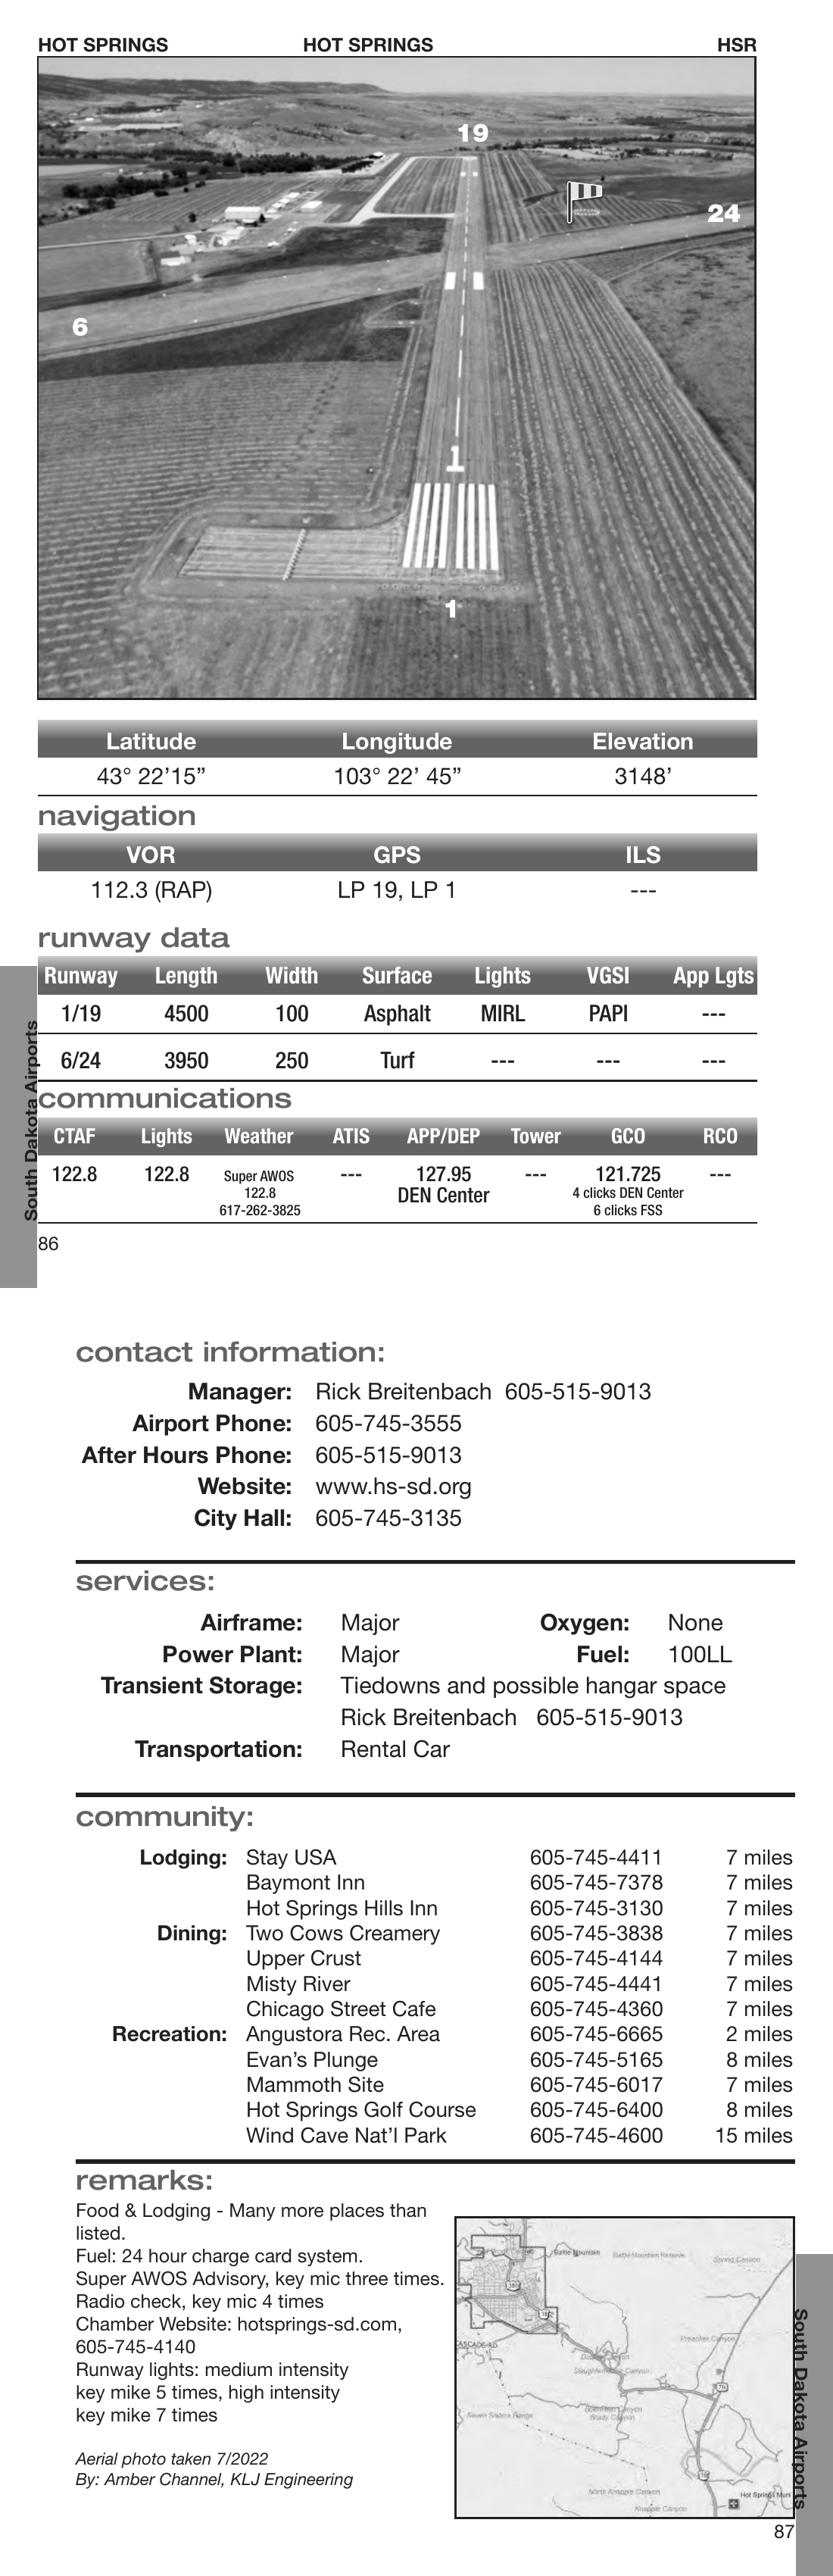 HOT SPRINGS HOT SPRINGS HSR
19
24
6
1
1
Latitude Longitude Elevation
43° 22’15” 103° 22’ 45” 3148’
navigation
VOR GPS ILS
112.3 (RAP) LP 19, LP 1 ---
runway data
Runway Length Width Surface Lights VGSI App Lgts
1/19 4500 100 Asphalt MIRL PAPI ---
6/24 3950 250 Turf --- --- ---
communications
CTAF Lights Weather ATIS APP/DEP Tower GCO RCO
122.8 122.8 Super AWOS --- 127.95 --- 121.725 ---
122.8 DEN Center 4 clicks DEN Center
617-262-3825 6 clicks FSS
South Dakota Airports
86
contact information:
Manager: Rick Breitenbach 605-515-9013
Airport Phone: 605-745-3555
After Hours Phone: 605-515-9013
Website: www.hs-sd.org
City Hall: 605-745-3135
services:
Airframe: Major Oxygen: None
Power Plant: Major Fuel: 100LL
Transient Storage: Tiedowns and possible hangar space
Rick Breitenbach 605-515-9013
Transportation: Rental Car
community:
Lodging: Stay USA 605-745-4411 7 miles
Baymont Inn 605-745-7378 7 miles
Hot Springs Hills Inn 605-745-3130 7 miles
Dining: Two Cows Creamery 605-745-3838 7 miles
Upper Crust 605-745-4144 7 miles
Misty River 605-745-4441 7 miles
Chicago Street Cafe 605-745-4360 7 miles
Recreation: Angustora Rec. Area 605-745-6665 2 miles
Evan’s Plunge 605-745-5165 8 miles
Mammoth Site 605-745-6017 7 miles
Hot Springs Golf Course 605-745-6400 8 miles
Wind Cave Nat’l Park 605-745-4600 15 miles
remarks:
Food & Lodging - Many more places than
listed.
Fuel: 24 hour charge card system.
Super AWOS Advisory, key mic three times.
Radio check, key mic 4 times
Chamber Website: hotsprings-sd.com,
605-745-4140
Runway lights: medium intensity
key mike 5 times, high intensity
key mike 7 times
Aerial photo taken 7/2022
By: Amber Channel, KLJ Engineering
Battle Mountain
Battle Mountain Reserve
Spring Canyon
CASCADE RD
Preacher Canyon
Seven Sisters Range
79
North Knapple Canyon
Knapple Canyon
Hot Springs Muni
South Dakota Airports
87